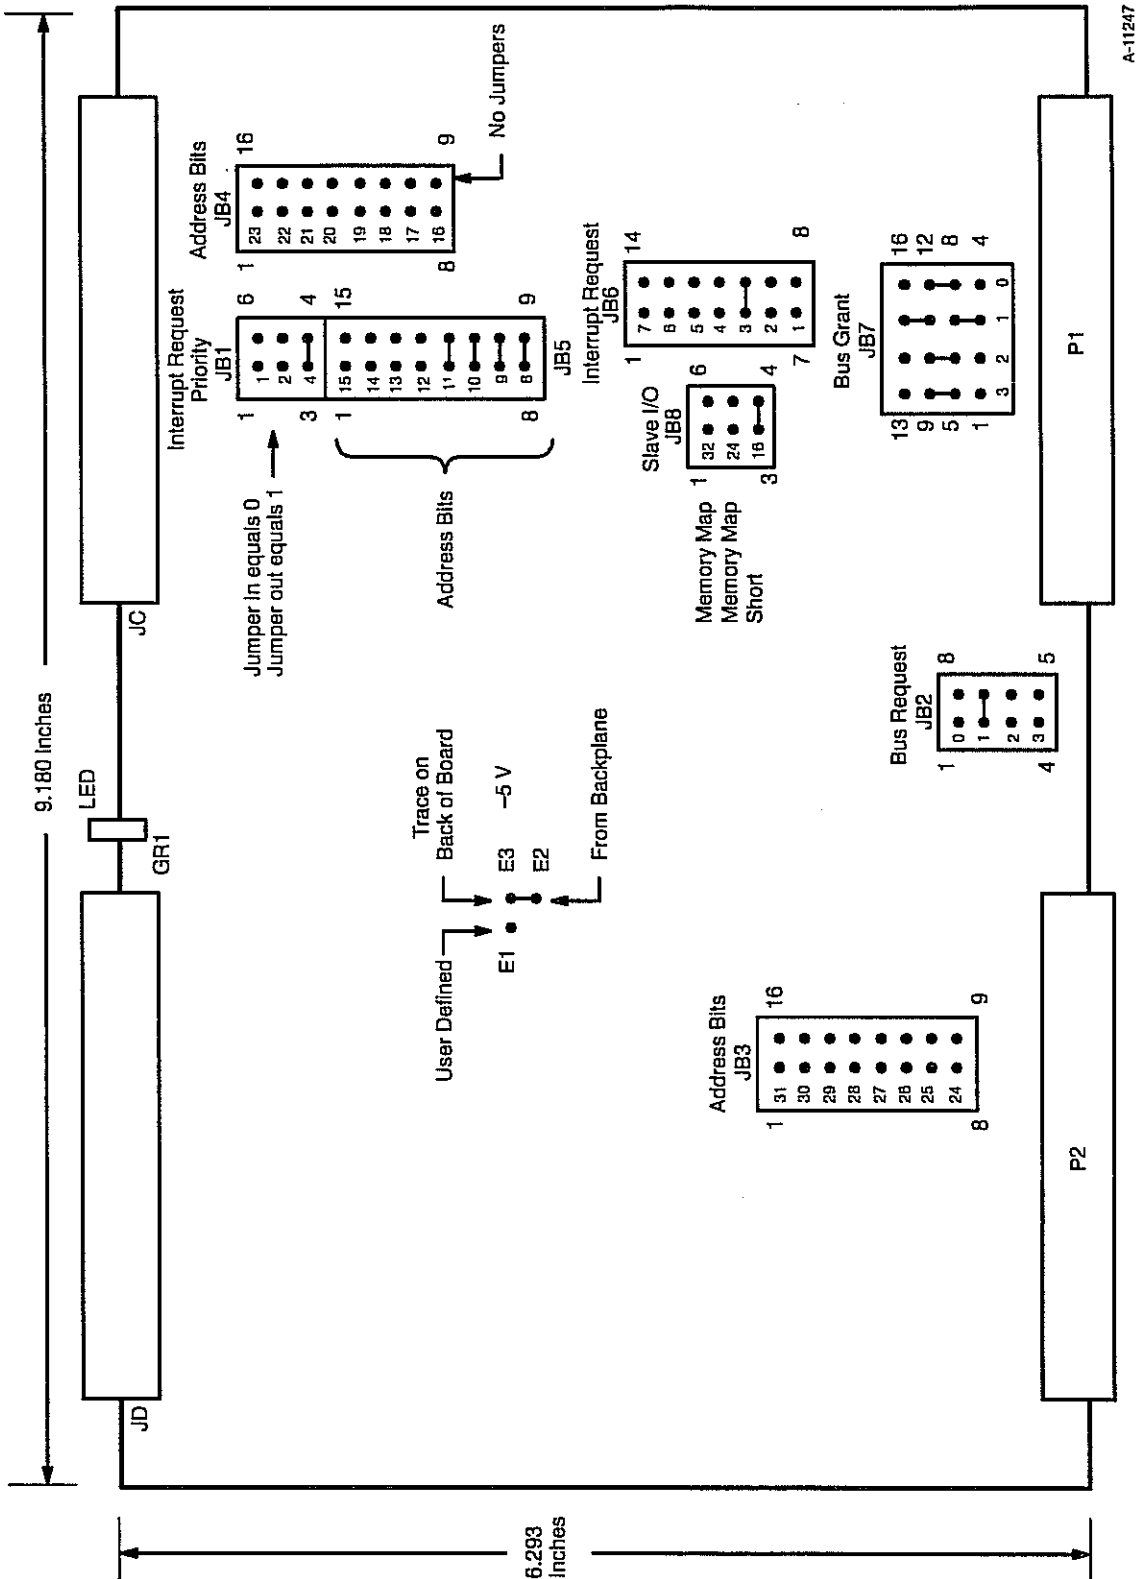 9.180 Inches
6.293
Inches
JD
LED
GR1
JC
Interrupt Request
Priority
JB1
1 6
1
2
4
3 4
Jumper in equals 0
Jumper out equals 1
1 15
15
14
13
12
11
10
9
8
8 9
JB5
Address Bits
Address Bits
JB4
1 16
23
22
21
20
19
18
17
16
8 9
No Jumpers
Trace on
Back of Board
User Defined
E1
E3
–5 V
E2
From Backplane
Interrupt Request
JB6
1 14
7
6
5
4
3
2
1
7 8
Slave I/O
JB8
1 6
32
24
16
3 4
Memory Map
Memory Map
Short
Address Bits
JB3
1 16
31
30
29
28
27
26
25
24
8 9
Bus Grant
JB7
13 16
9 12
5 8
1 4
3 2 1 0
Bus Request
JB2
1 8
0
1
2
3
4 5
P2
P1
A-11247